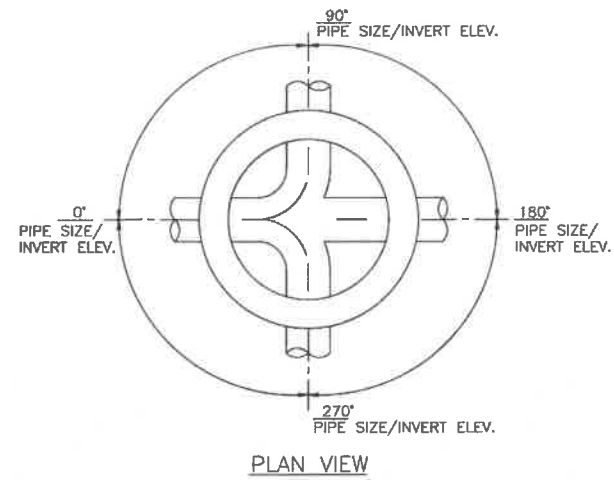 90°
PIPE SIZE/INVERT ELEV.
0°
PIPE SIZE/
INVERT ELEV.
180°
PIPE SIZE/
INVERT ELEV.
270°
PIPE SIZE/INVERT ELEV.
PLAN VIEW